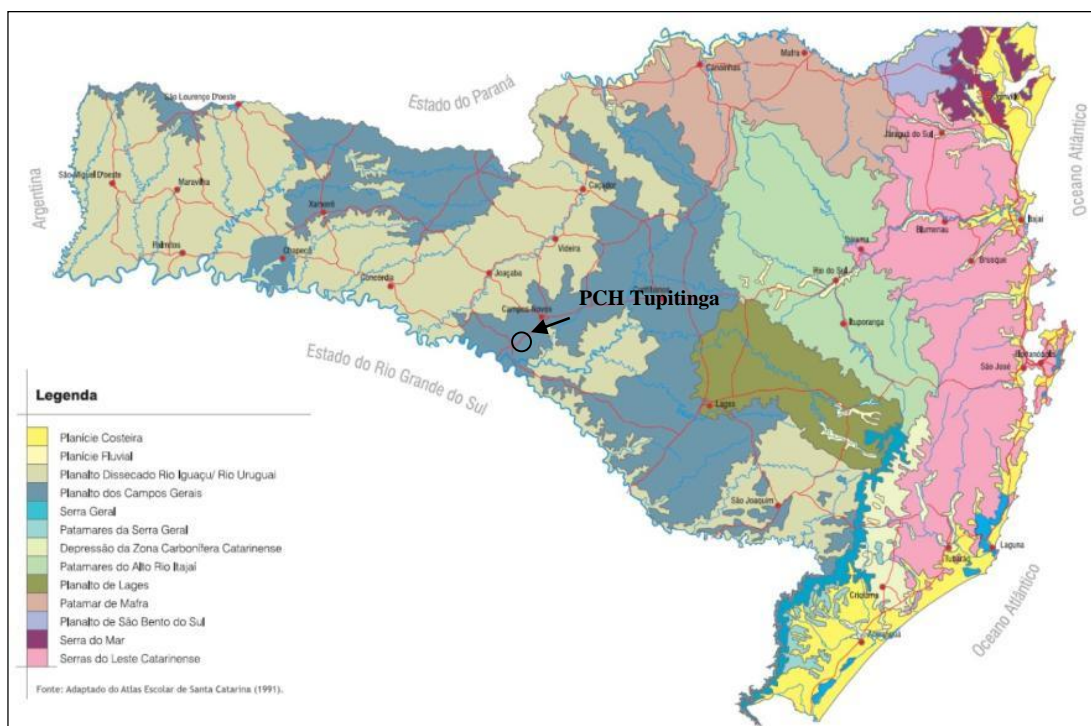 Estado do Paraná
Oceano Atlântico
Argentina
Mafra
Canoinhas
São Lourenço D'oeste
Jaraguá do Sul
São Miguel D'oeste
Maravilha
Caçador
Xanxerê
Itajaí
Blumenau
Palmitos
Chapecó
Videira
Ibirama
Brusque
Concórdia
Joaçaba
Rio do Sul
Curitibanos
PCH Tupitinga
Campos Novos
Ituporanga
Estado do Rio Grande do Sul
Florianópolis
São José
Lages
São Joaquim
Laguna
Tubarão
Criciúma
Araranguá
Oceano Atlântico
Legenda
Planície Costeira
Planície Fluvial
Planalto Dissecado Rio Iguaçu/ Rio Uruguai
Planalto dos Campos Gerais
Serra Geral
Patamares da Serra Geral
Depressão da Zona Carbonífera Catarinense
Patamares do Alto Rio Itajaí
Planalto de Lages
Patamar de Mafra
Planalto de São Bento do Sul
Serra do Mar
Serras do Leste Catarinense
Fonte: Adaptado do Atlas Escolar de Santa Catarina (1991).